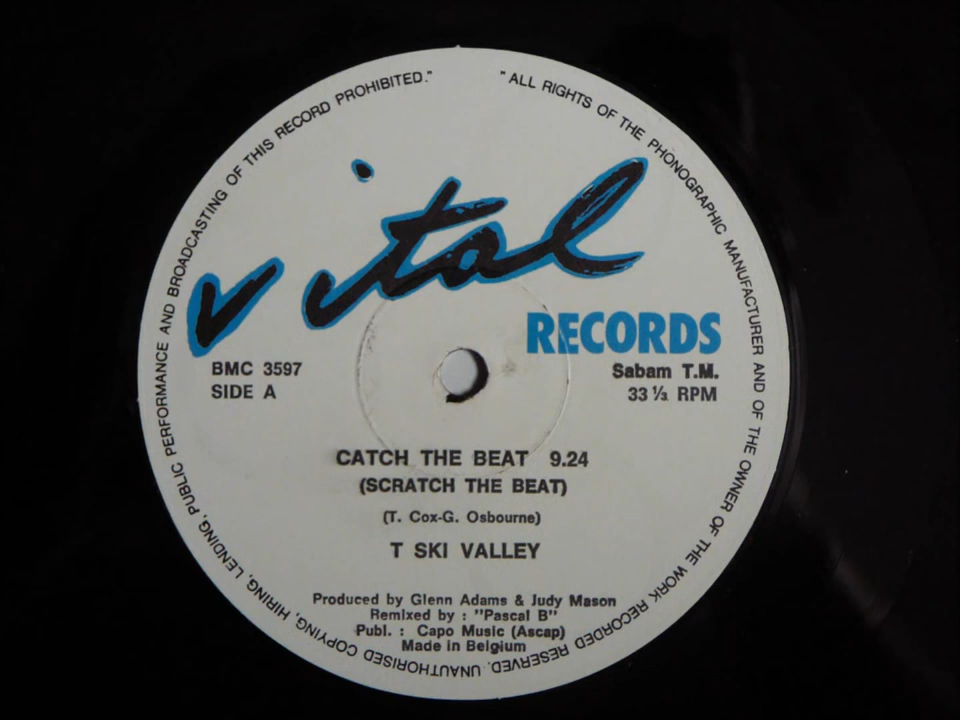 "ALL RIGHTS OF THE PHONOGRAPHIC MANUFACTURER AND OF THE OWNER OF THE WORK RECORDED RESERVED. UNAUTHORISED COPYING, HIRING, LENDING, PUBLIC PERFORMANCE AND BROADCASTING OF THIS RECORD PROHIBITED."
vital
RECORDS
BMC 3597
SIDE A
Sabam T.M.
33 ⅓ RPM
CATCH THE BEAT 9.24
(SCRATCH THE BEAT)
(T. Cox-G. Osbourne)
T SKI VALLEY
Produced by Glenn Adams & Judy Mason
Remixed by : "Pascal B"
Publ. : Capo Music (Ascap)
Made in Belgium